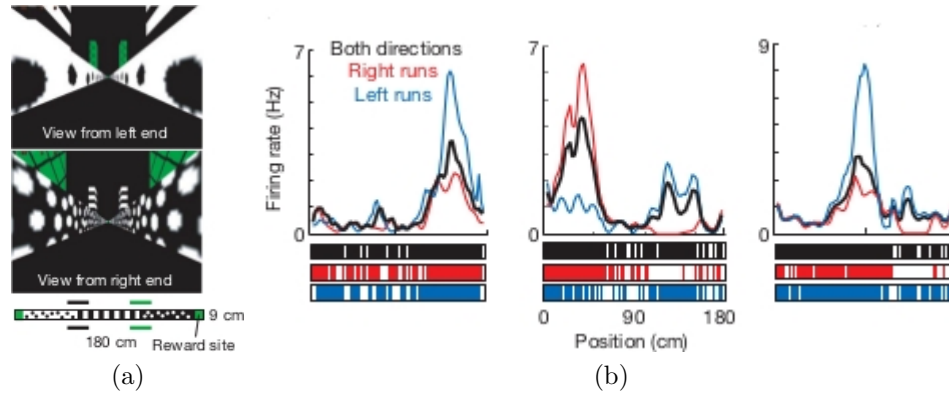 View from left end
View from right end
9 cm
180 cm
Reward site
(a)
Firing rate (Hz)
7
0
Both directions
Right runs
Left runs
7
0
9
0
0
90
180
Position (cm)
(b)